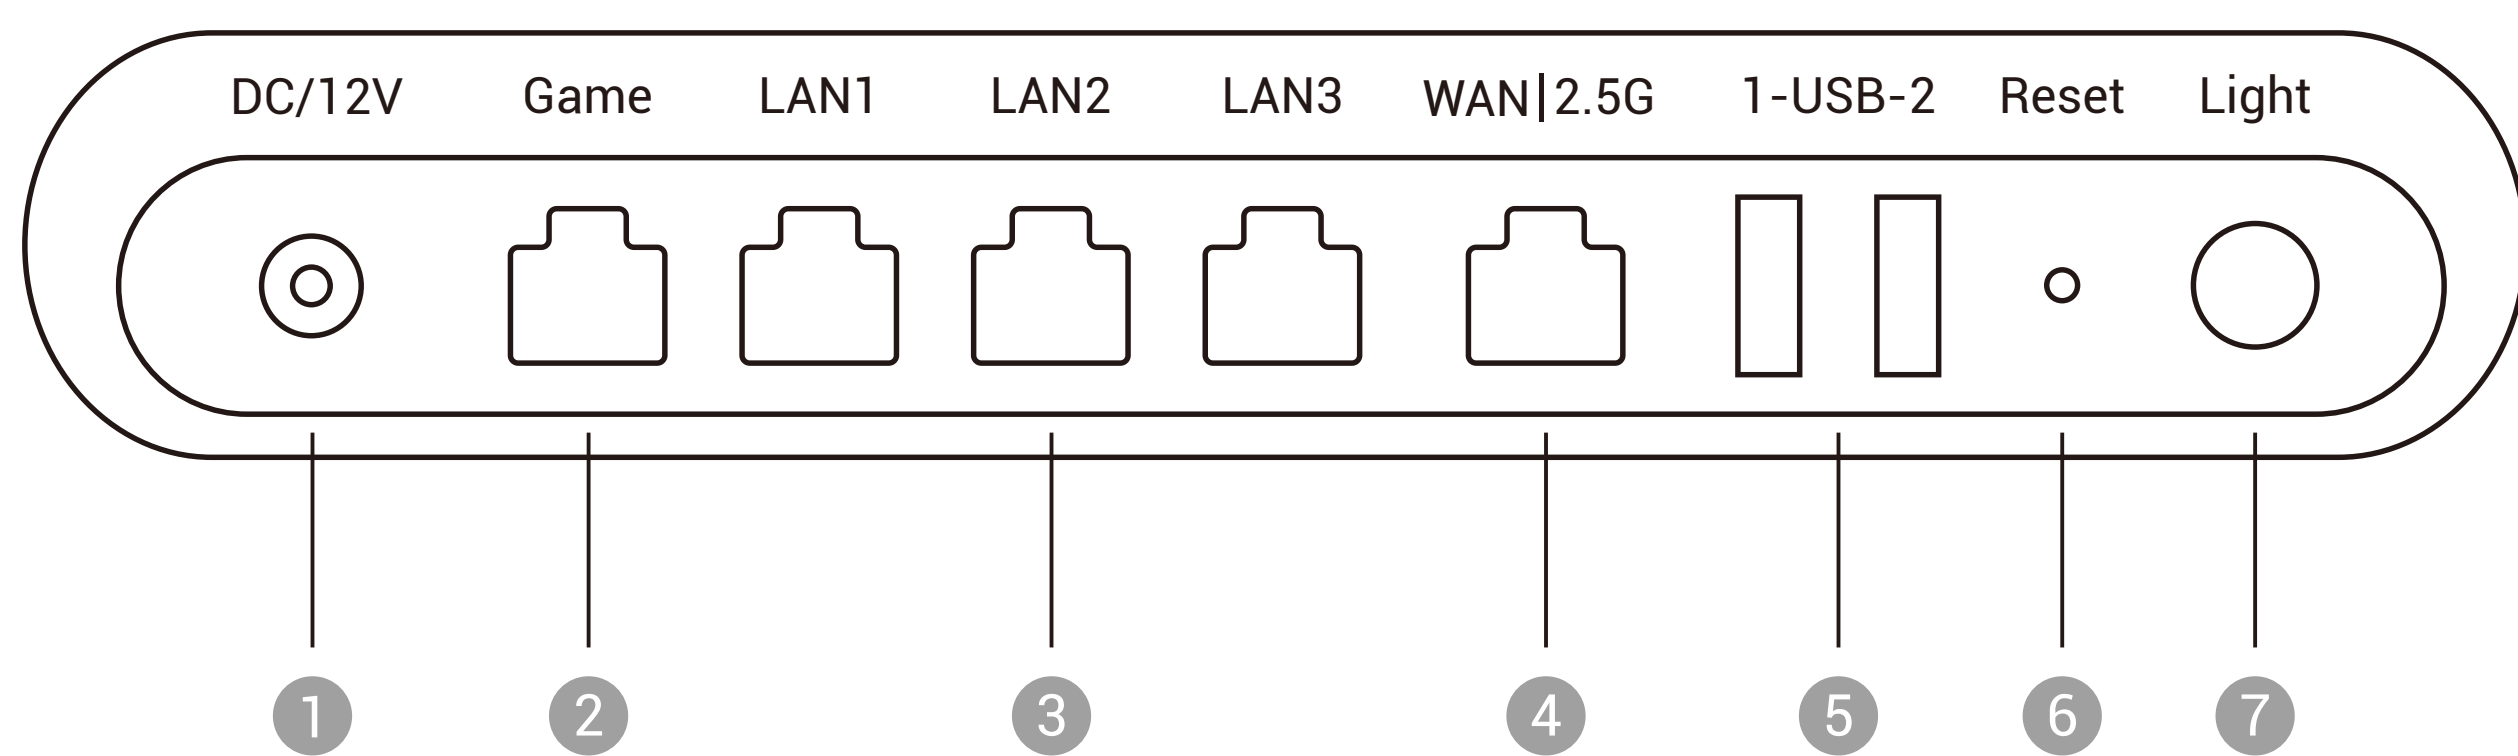 DC/12V Game LAN1 LAN2 LAN3 WAN|2.5G 1-USB-2 Reset Light
1 2 3 4 5 6 7